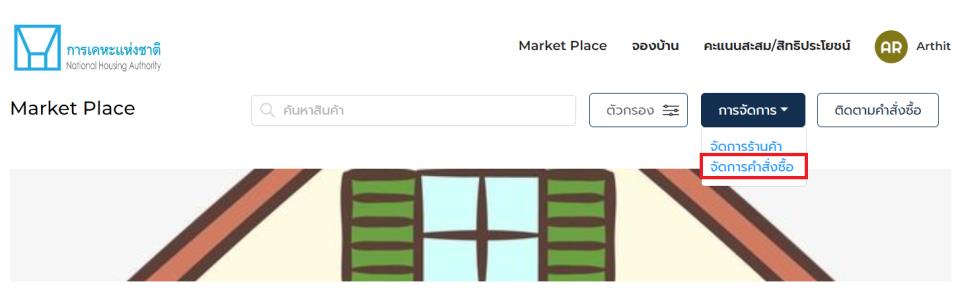 การเคหะแห่งชาติ
National Housing Authority
Market Place จองบ้าน คะแนนสะสม/สิทธิประโยชน์ AR Arthit
Market Place ค้นหาสินค้า ตัวกรอง การจัดการ ติดตามคำสั่งซื้อ
จัดการร้านค้า
จัดการคำสั่งซื้อ